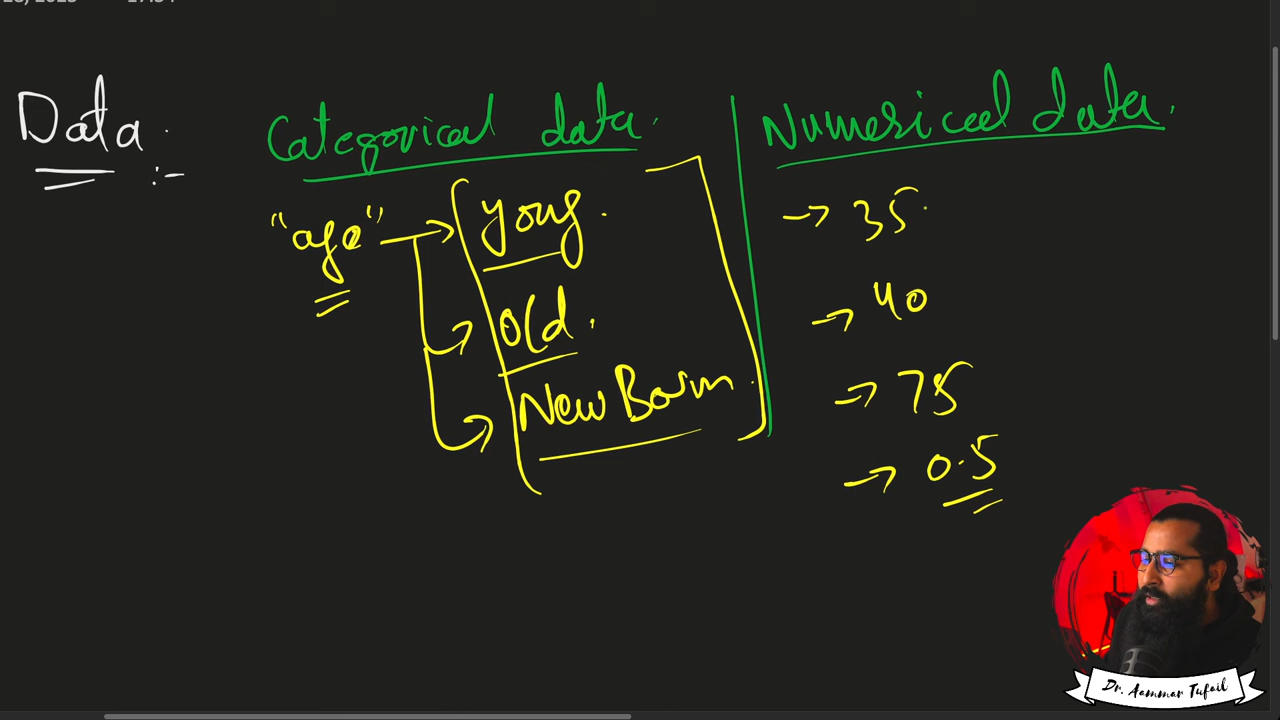 Data :-
Categorical data. | Numerical data.
"age" → young. → 35
→ old. → 40
→ New Born. → 75
→ 0.5
Dr. Aammar Tufail